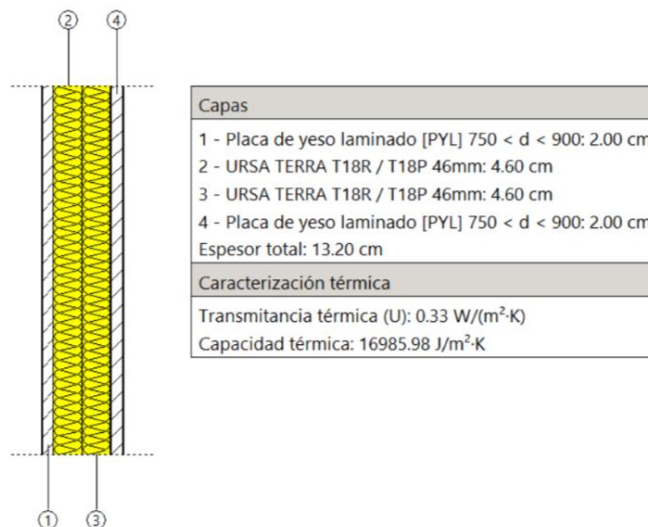 2 4
Capas
1 - Placa de yeso laminado [PYL] 750 < d < 900: 2.00 cm
2 - URSA TERRA T18R / T18P 46mm: 4.60 cm
3 - URSA TERRA T18R / T18P 46mm: 4.60 cm
4 - Placa de yeso laminado [PYL] 750 < d < 900: 2.00 cm
Espesor total: 13.20 cm
Caracterización térmica
Transmitancia térmica (U): 0.33 W/(m²·K)
Capacidad térmica: 16985.98 J/m²·K
1 3